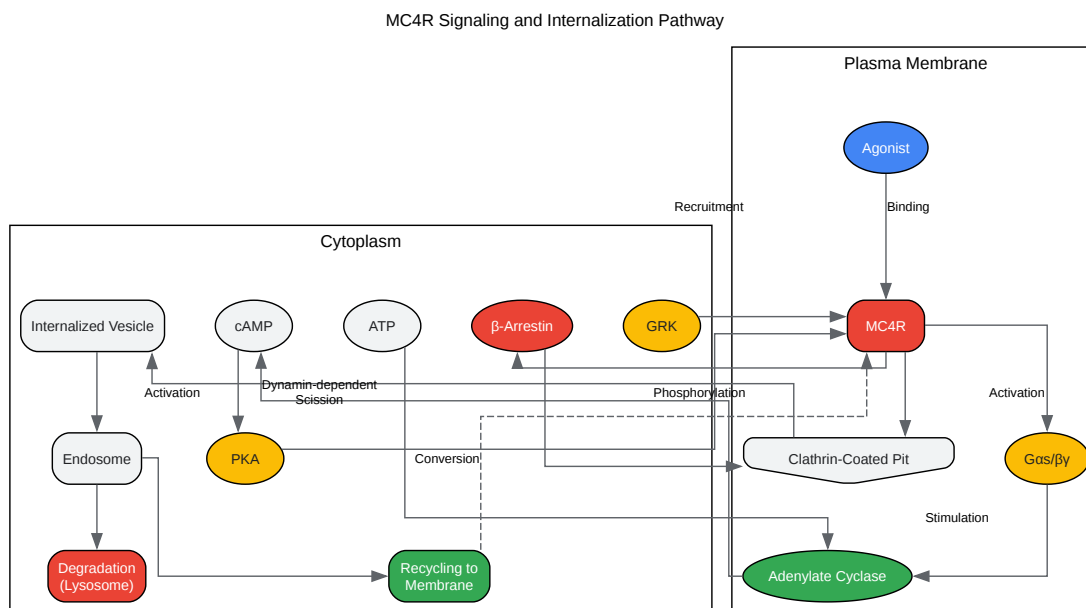 MC4R Signaling and Internalization Pathway
Plasma Membrane
Agonist
Recruitment
Binding
Cytoplasm
Internalized Vesicle
cAMP
ATP
β-Arrestin
GRK
MC4R
Activation
Dynamin-dependent
Scission
Phosphorylation
Activation
Endosome
PKA
Conversion
Clathrin-Coated Pit
Gαs/βγ
Stimulation
Degradation
(Lysosome)
Recycling to
Membrane
Adenylate Cyclase